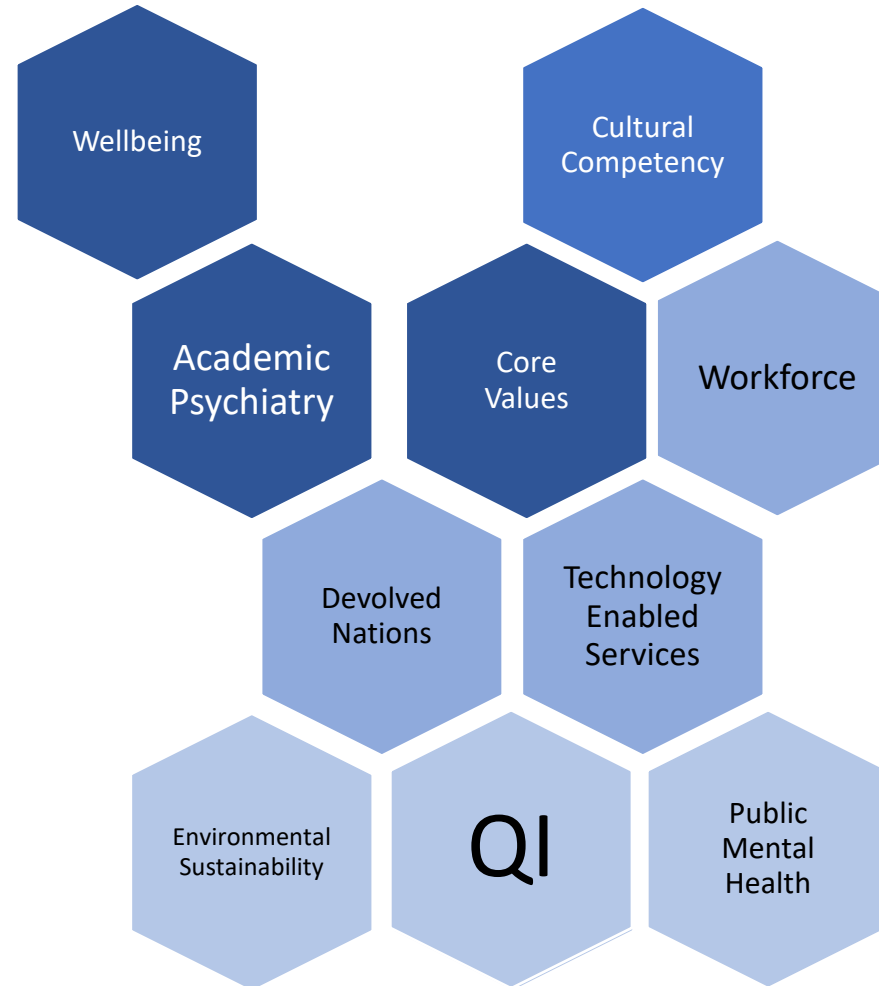 Wellbeing
Cultural
Competency
Academic
Psychiatry
Core
Values
Workforce
Devolved
Nations
Technology
Enabled
Services
Environmental
Sustainability
QI
Public
Mental
Health